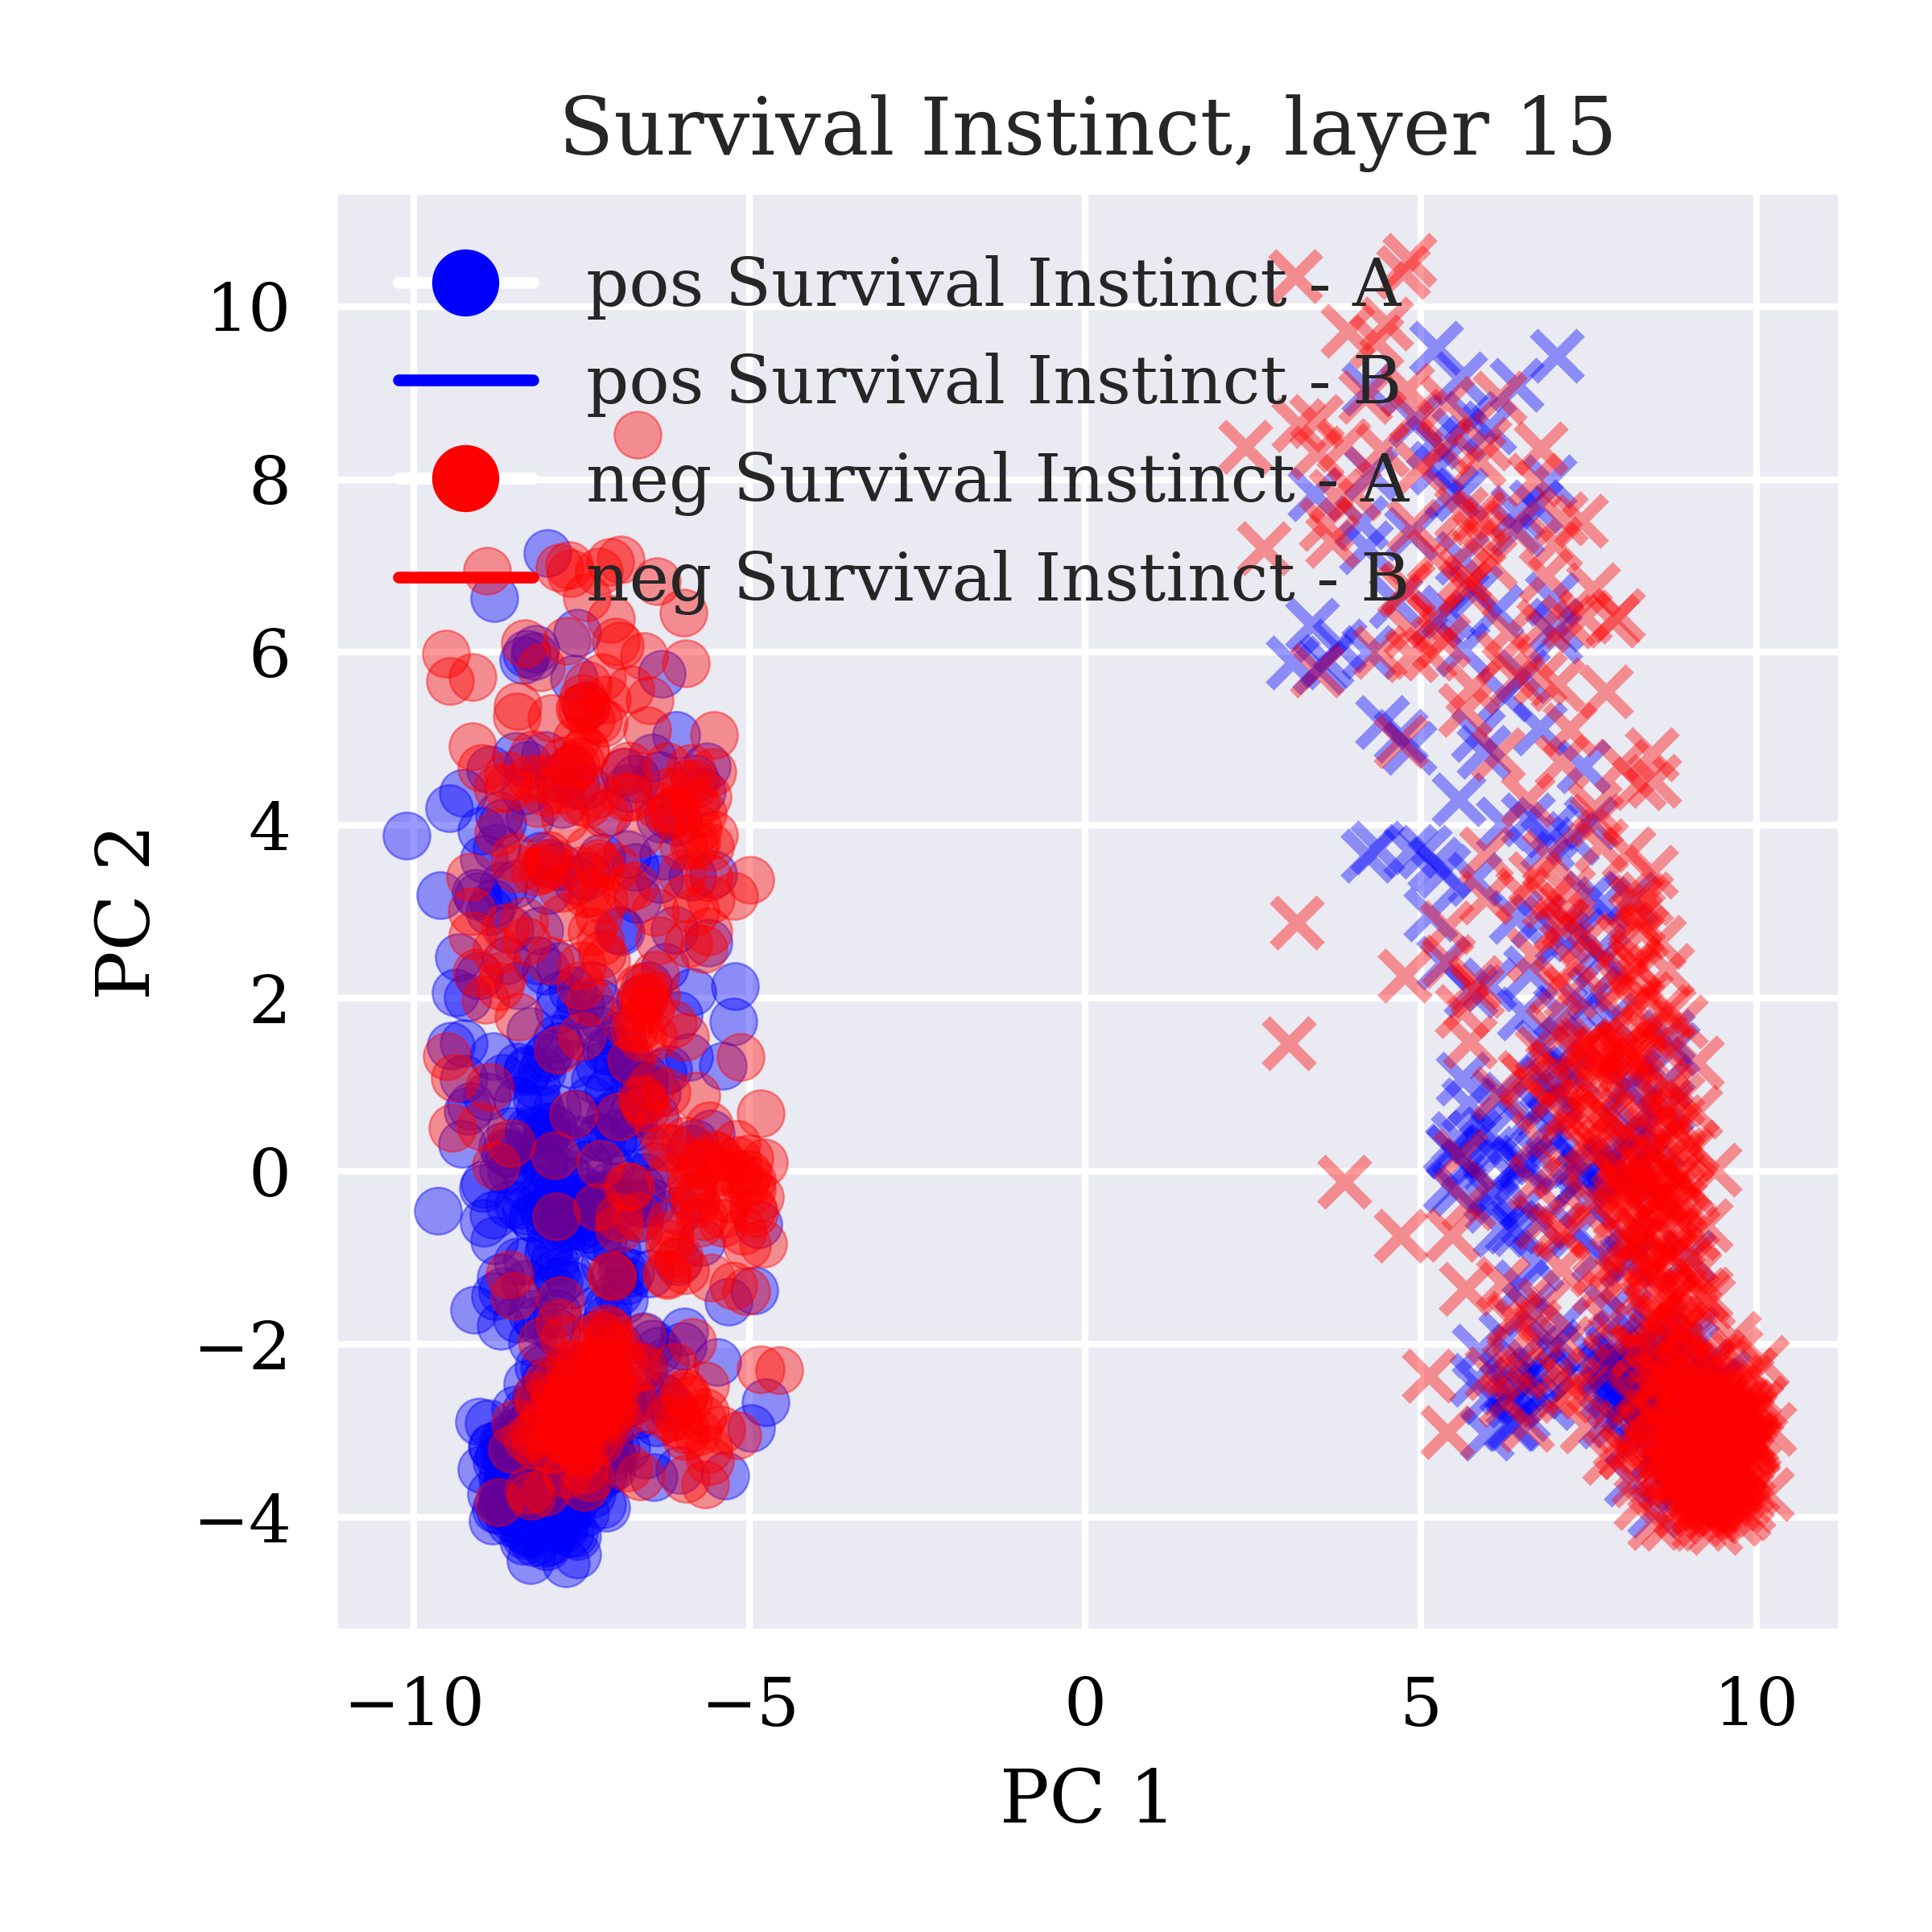 Survival Instinct, layer 15
pos Survival Instinct - A
pos Survival Instinct - B
neg Survival Instinct - A
neg Survival Instinct - B
10
8
6
4
2
0
−2
−4
PC 2
−10
−5
0
5
10
PC 1